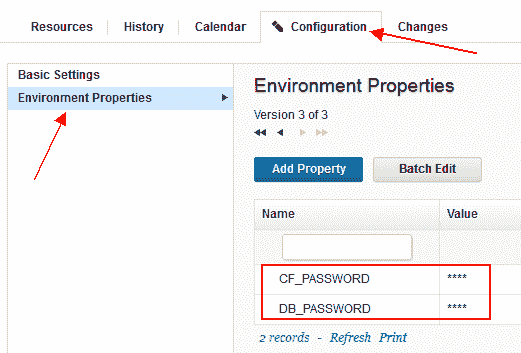 Resources History Calendar Configuration Changes
Basic Settings
Environment Properties
Environment Properties
Version 3 of 3
Add Property Batch Edit
Name Value
CF_PASSWORD ****
DB_PASSWORD ****
2 records - Refresh Print